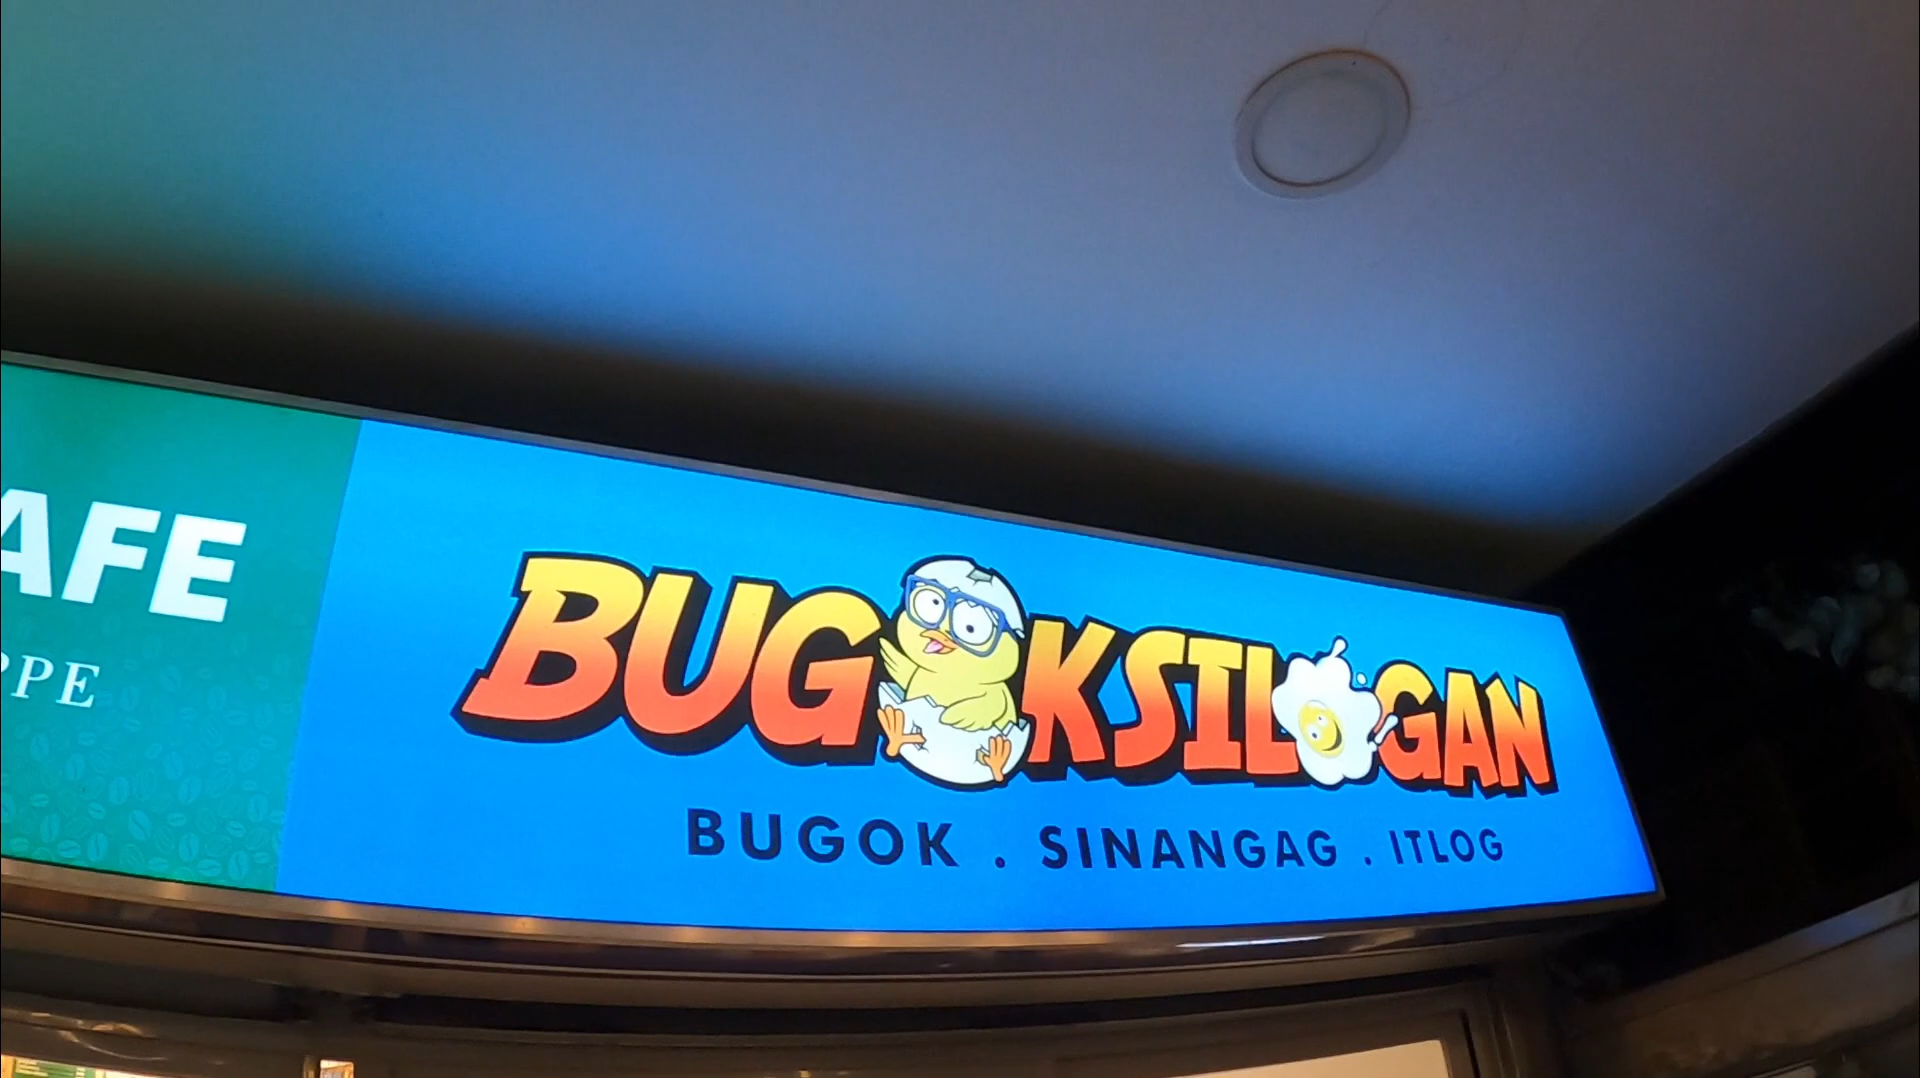 AFE
PPE
BUGOKSILOGAN
BUGOK . SINANGAG . ITLOG